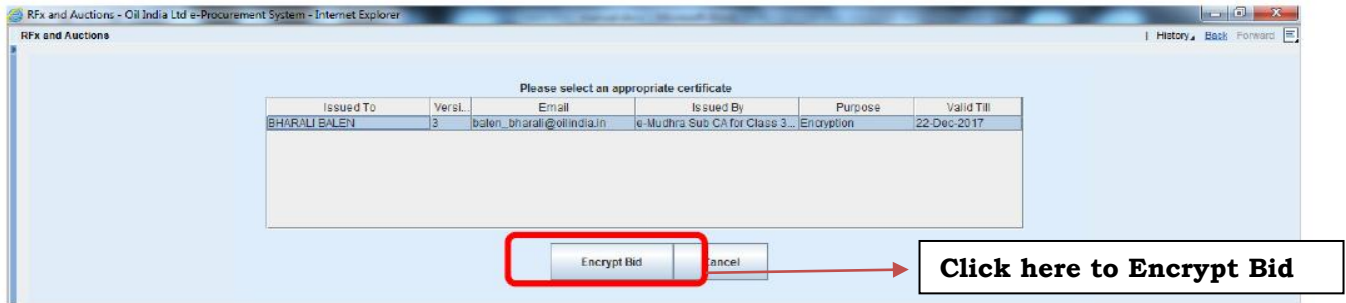 RFx and Auctions - Oil India Ltd e-Procurement System - Internet Explorer
RFx and Auctions
History Back Forward
Please select an appropriate certificate
Issued To Versi... Email Issued By Purpose Valid Till
BHARALI BALEN 3 balen_bharali@oilindia.in e-Mudhra Sub CA for Class 3... Encryption 22-Dec-2017
Encrypt Bid Cancel
Click here to Encrypt Bid